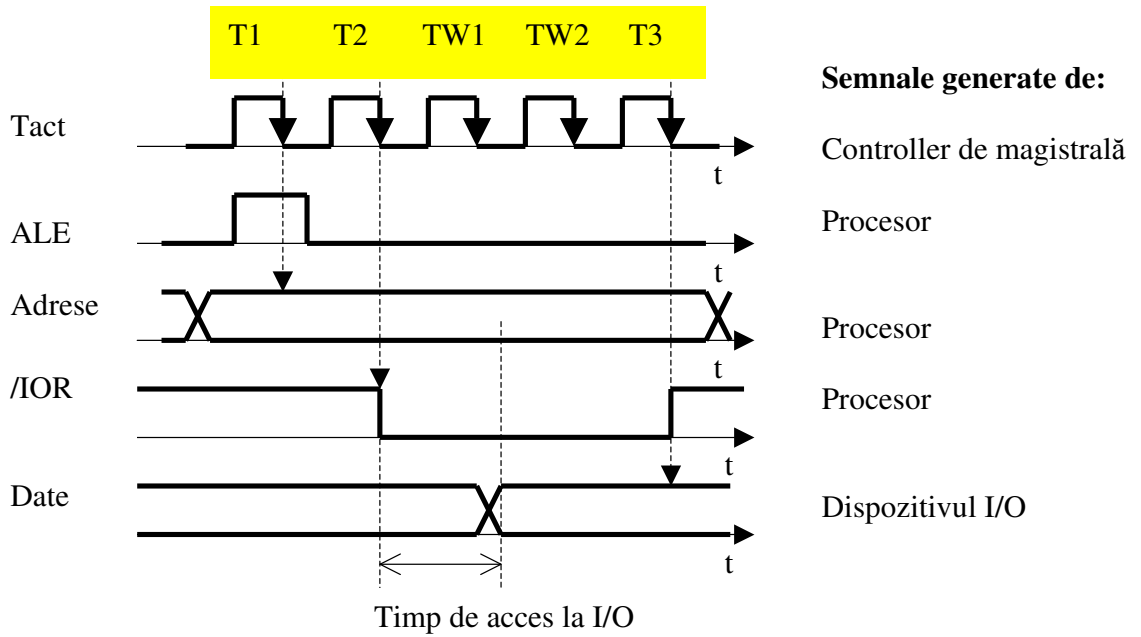 T1 T2 TW1 TW2 T3
Semnale generate de:
Tact
Controller de magistrală
t
ALE
Procesor
t
Adrese
Procesor
t
/IOR
Procesor
t
Date
Dispozitivul I/O
t
Timp de acces la I/O